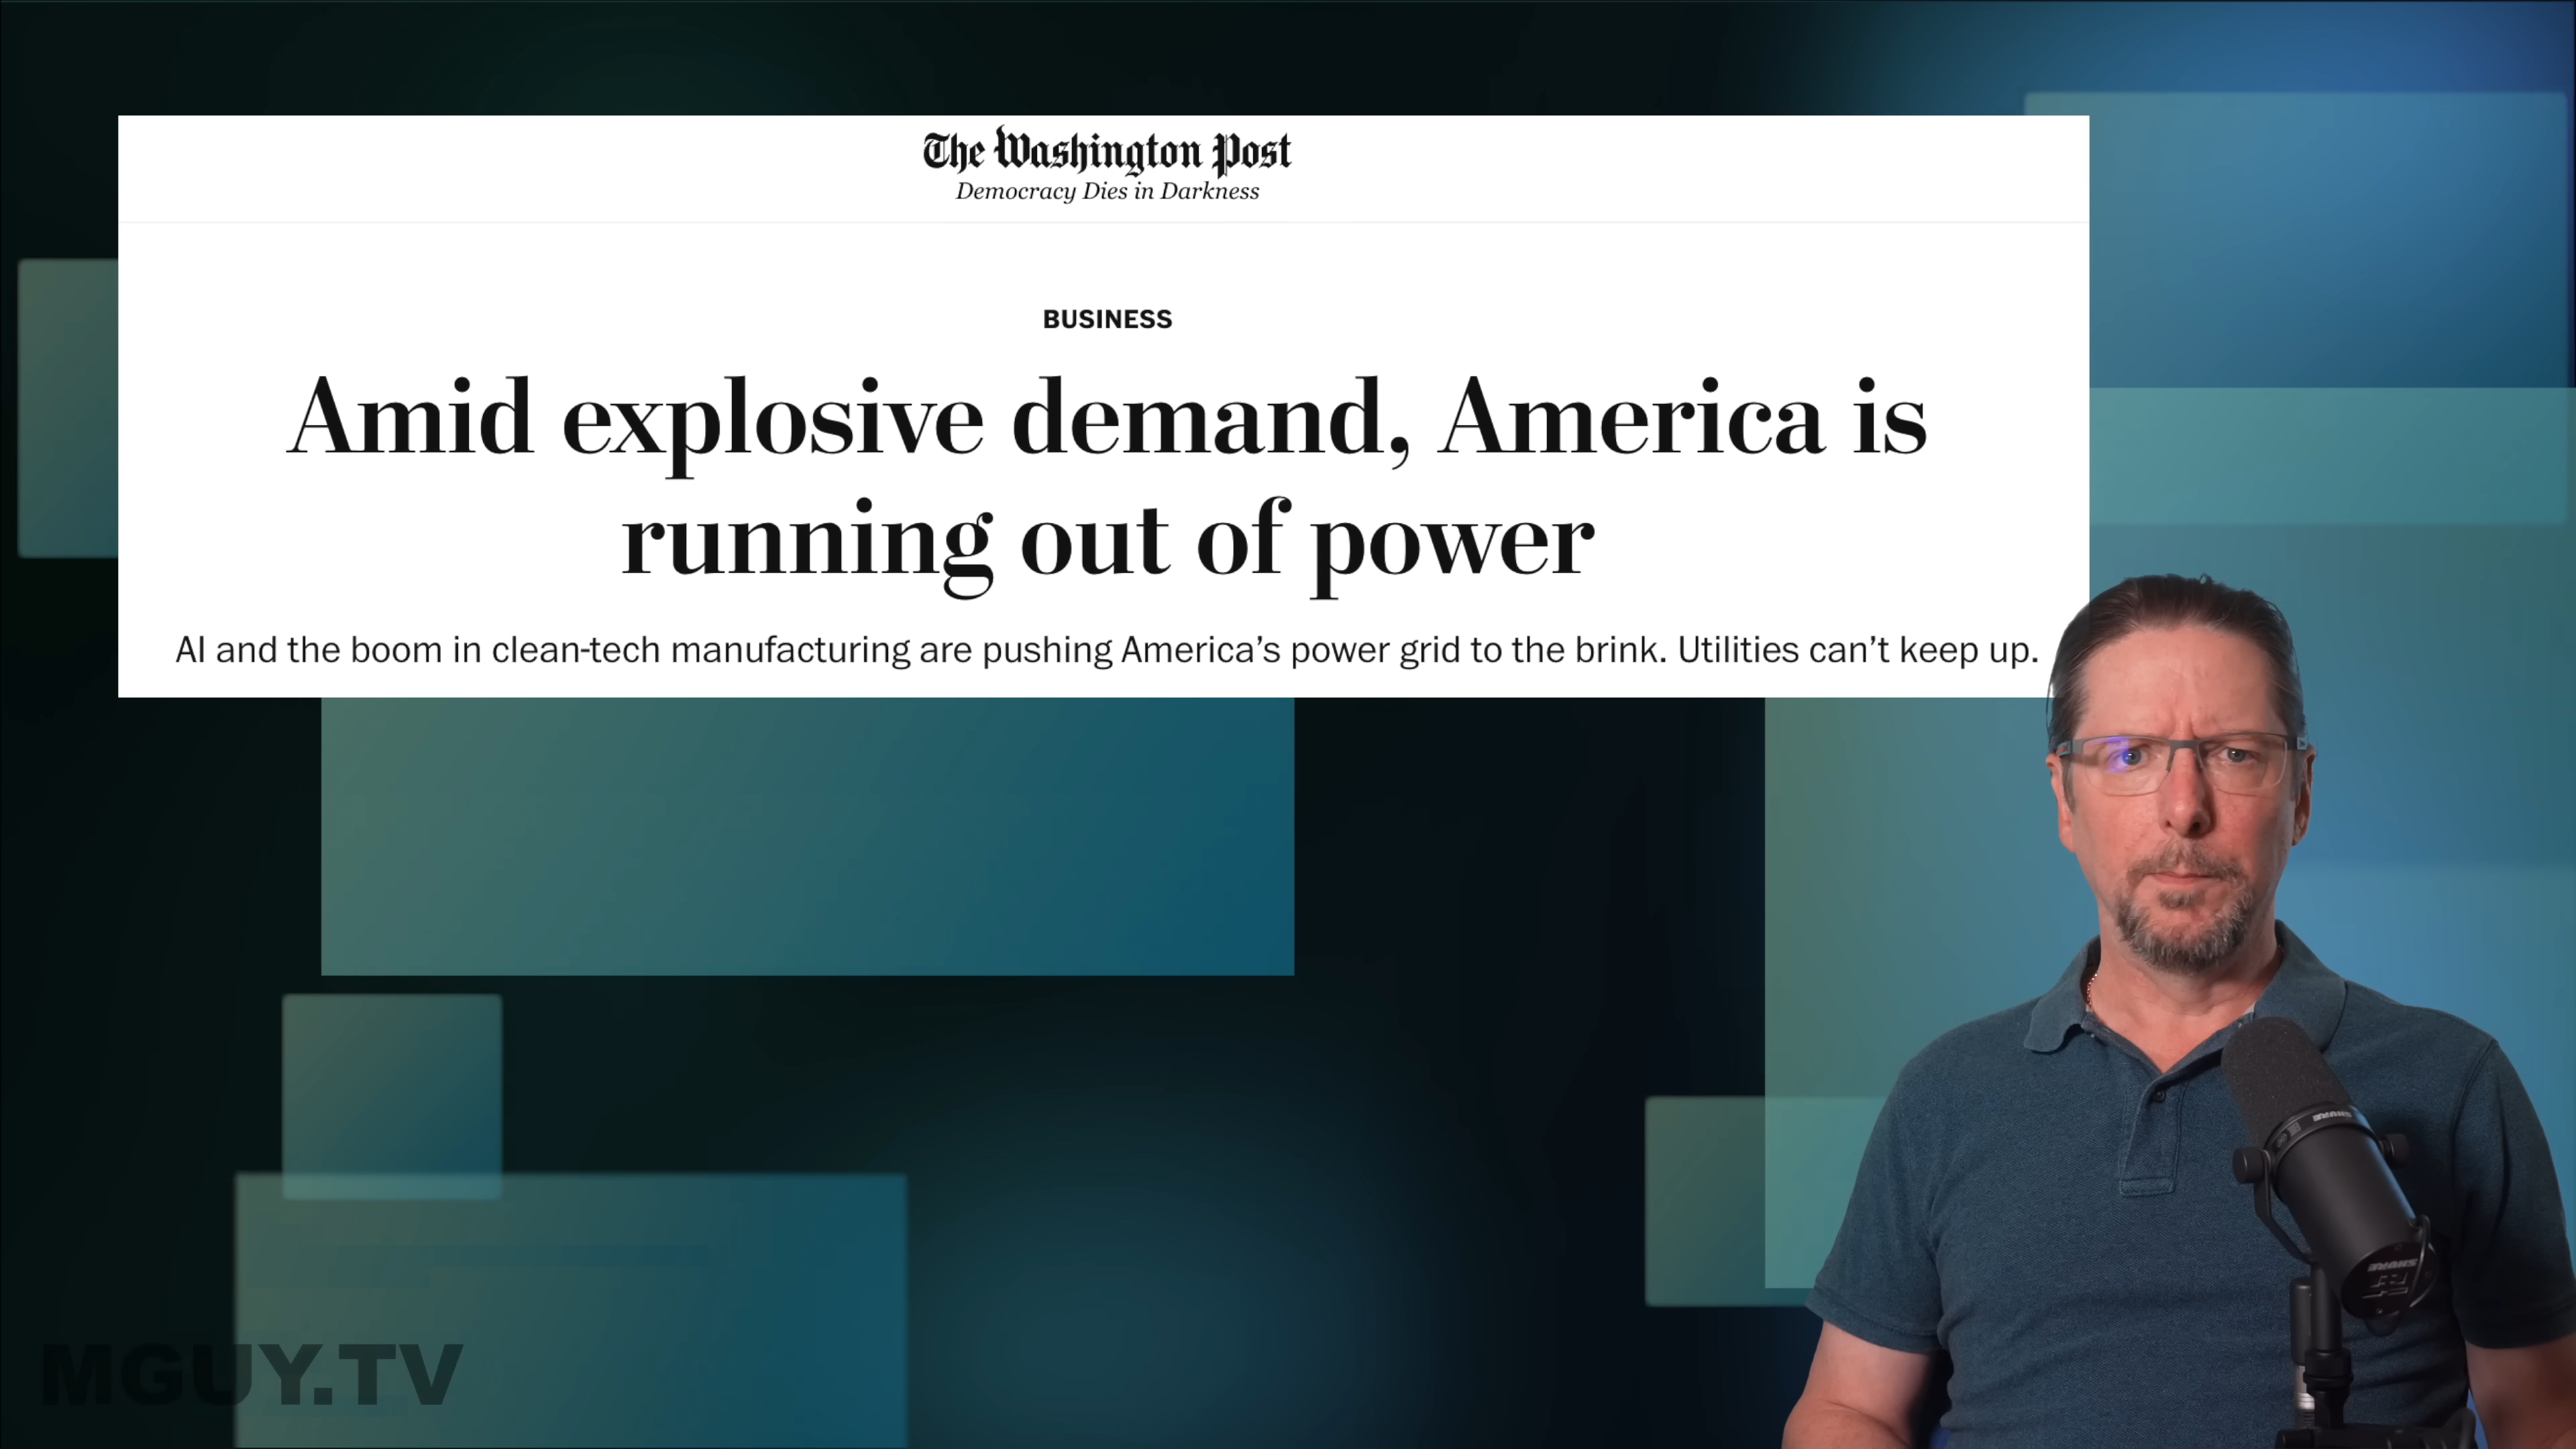 The Washington Post
Democracy Dies in Darkness
BUSINESS
Amid explosive demand, America is
running out of power
AI and the boom in clean-tech manufacturing are pushing America's power grid to the brink. Utilities can't keep up.
SHURE
SHURE
MGUY.TV